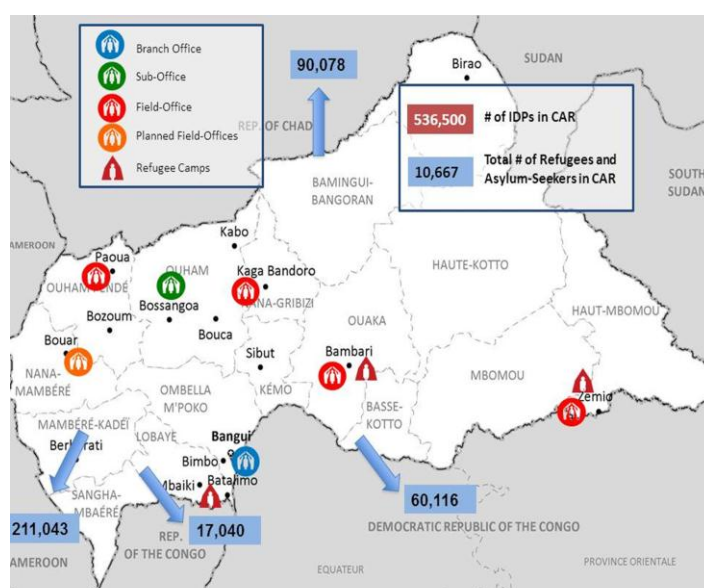 Branch Office
Sub-Office
Field-Office
Planned Field-Offices
Refugee Camps
90,078
SUDAN
Birao
REP. OF CHAD
536,500 # of IDPs in CAR
10,667 Total # of Refugees and
Asylum-Seekers in CAR
SOUTH
SUDAN
BAMINGUI-
BANGORAN
AMEROON
Kabo
Paoua
OUHAM
Kaga Bandoro
HAUTE-KOTTO
OUHAM PENDÉ
Bossangoa
ANA-GRIBIZI
HAUT-MBOMOU
Bozoum
Bouca
OUAKA
Bouar
Sibut
Bambari
NANA-
MAMBÉRÉ
OMBELLA
M'POKO
KÉMO
MBOMOU
BASSE-
KOTTO
Zemio
MAMBÉRÉ-KADEÏ
LOBAYE
Bangui
Berbérati
Bimbo
SANGHA-
MBAÉRÉ
Mbaiki
Batalimo
60,116
211,043
REP.
OF THE CONGO
17,040
DEMOCRATIC REPUBLIC OF THE CONGO
AMEROON
EQUATEUR
PROVINCE ORIENTALE